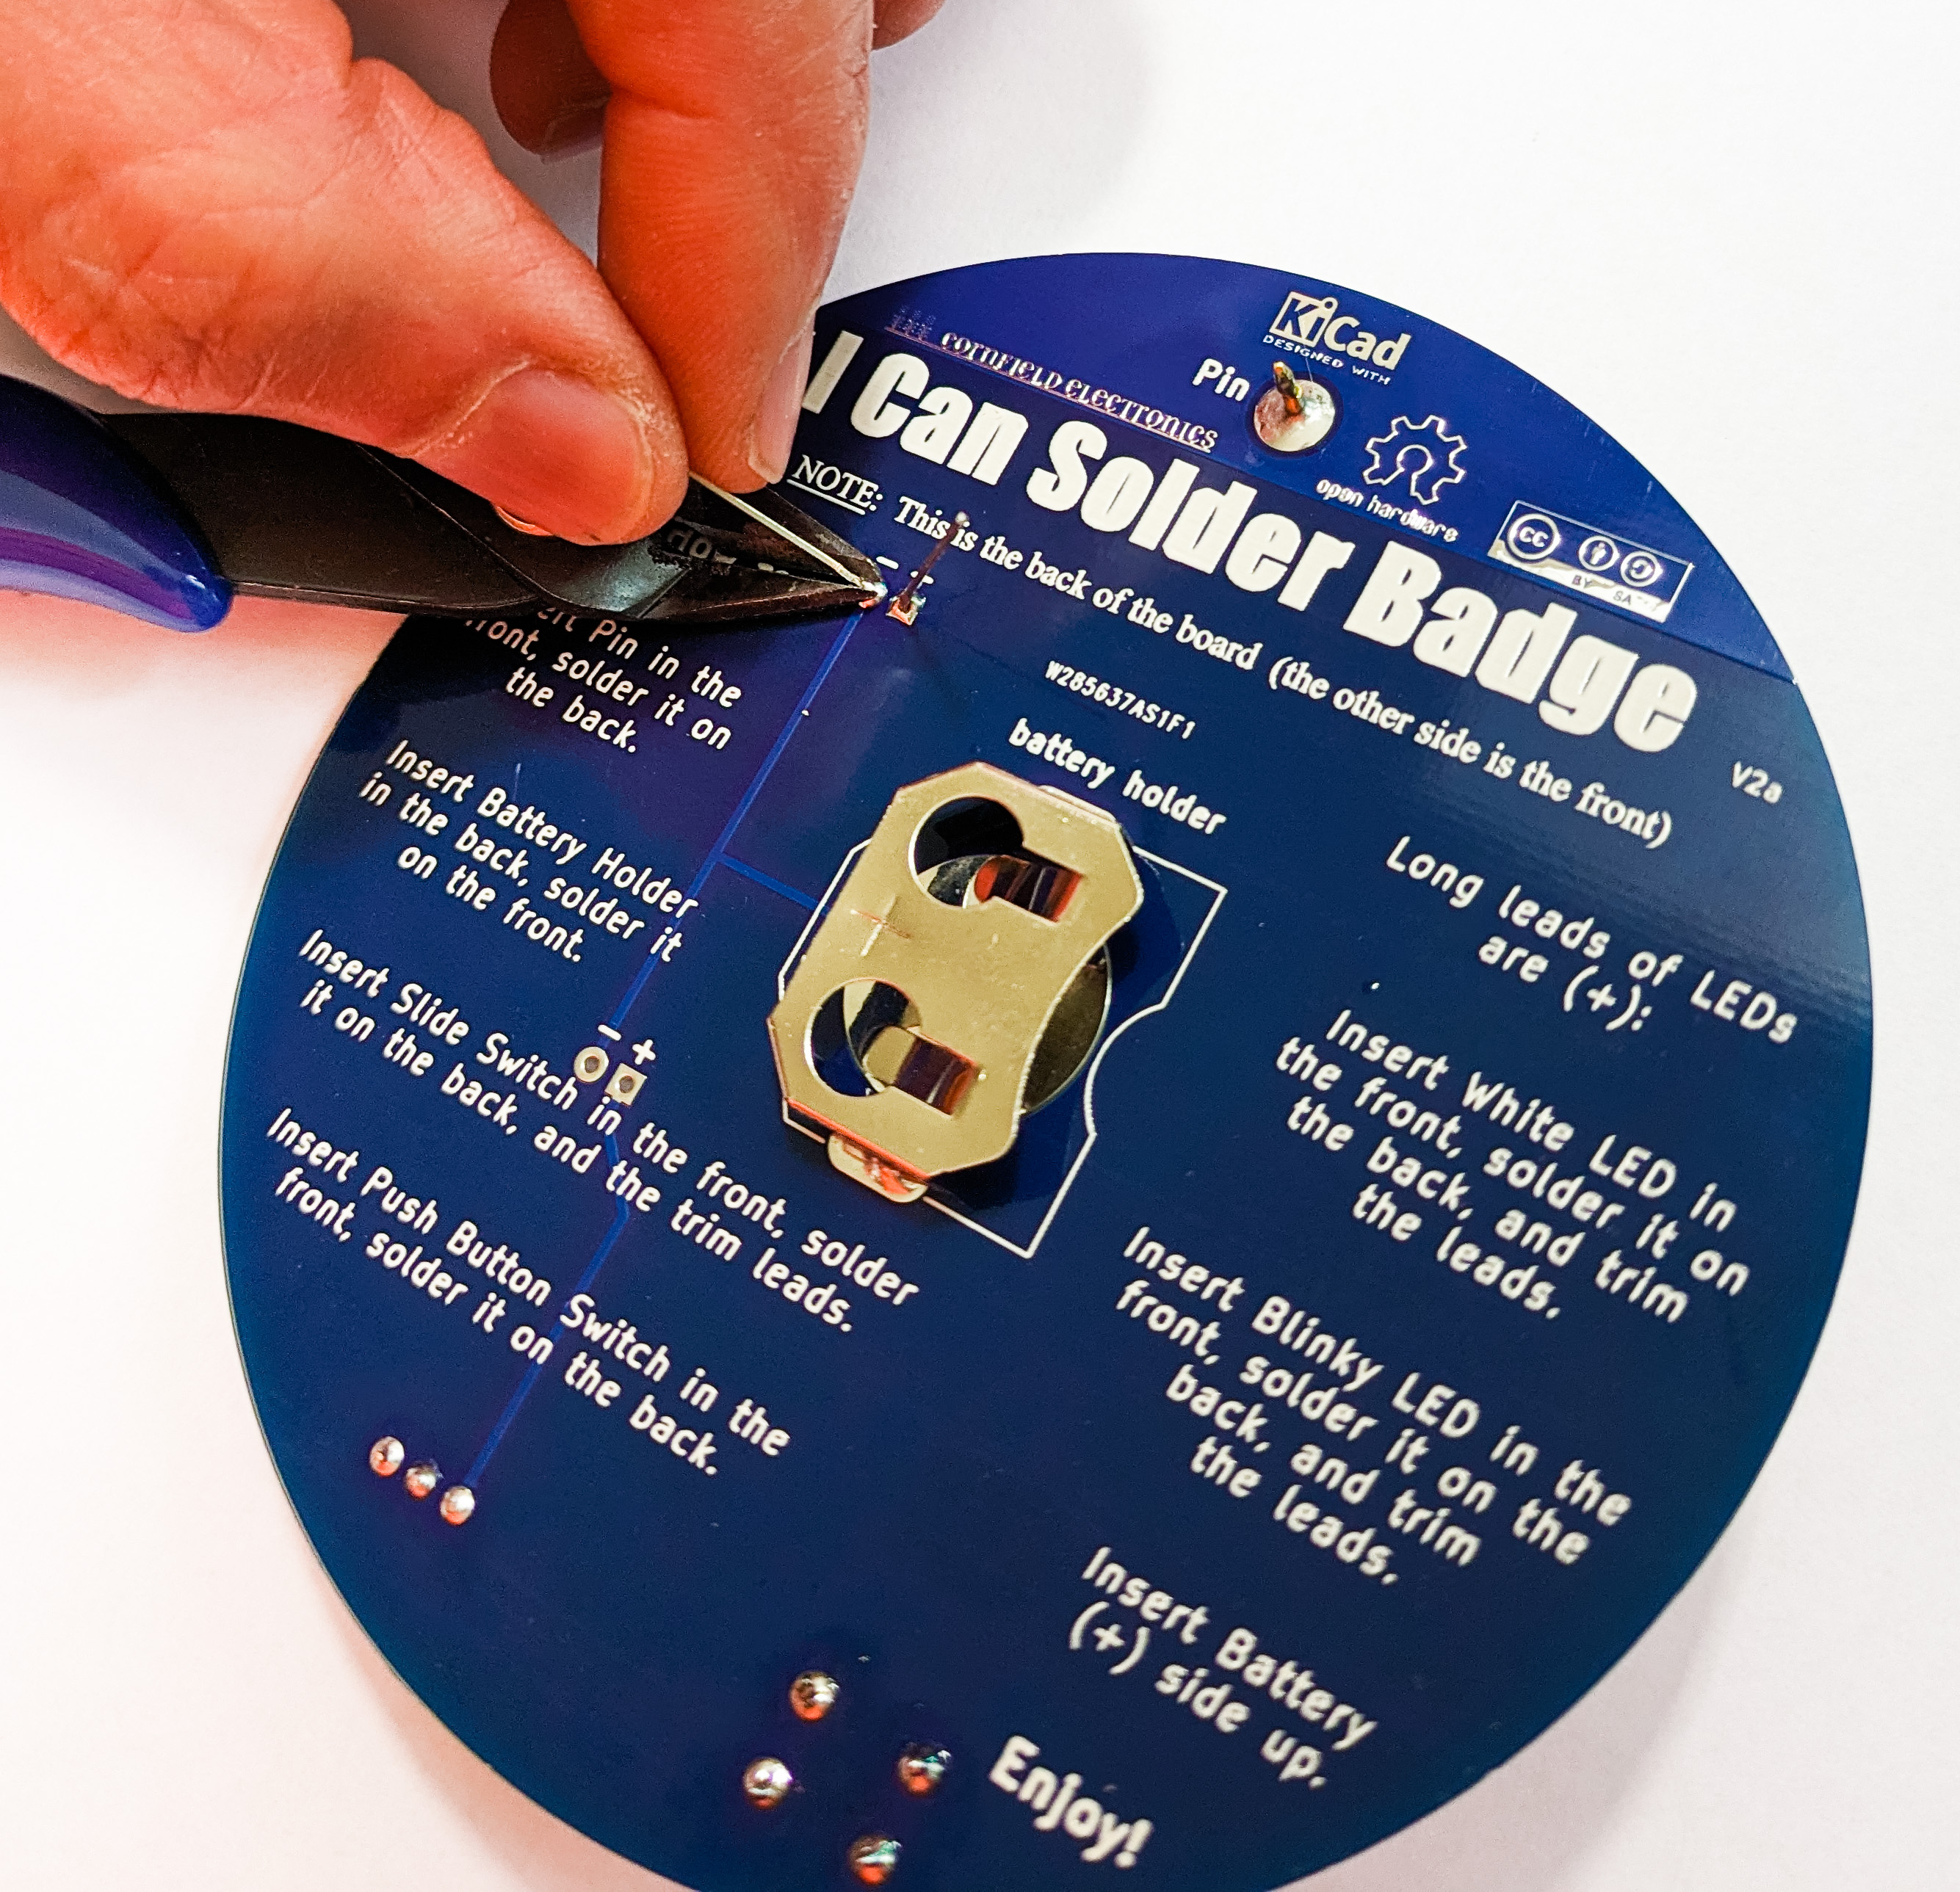 KiCad
DESIGNED WITH
Pin
CORNFIELD ELECTRONICS
open hardware
cc
BY SA
I Can Solder Badge
V2a
NOTE: This is the back of the board (the other side is the front)
- +
W285637AS1F1
battery holder
+
Pin in the
front, solder it on
the back.
Insert Battery Holder
in the back, solder it
on the front.
Insert Slide Switch in the front, solder
it on the back, and the trim leads.
- +
Insert Push Button Switch in the
front, solder it on the back.
Long leads of LEDs
are (+):
Insert White LED in
the front, solder it on
the back, and trim
the leads.
Insert Blinky LED in the
front, solder it on the
back, and trim
the leads.
Insert Battery
(+) side up.
Enjoy!